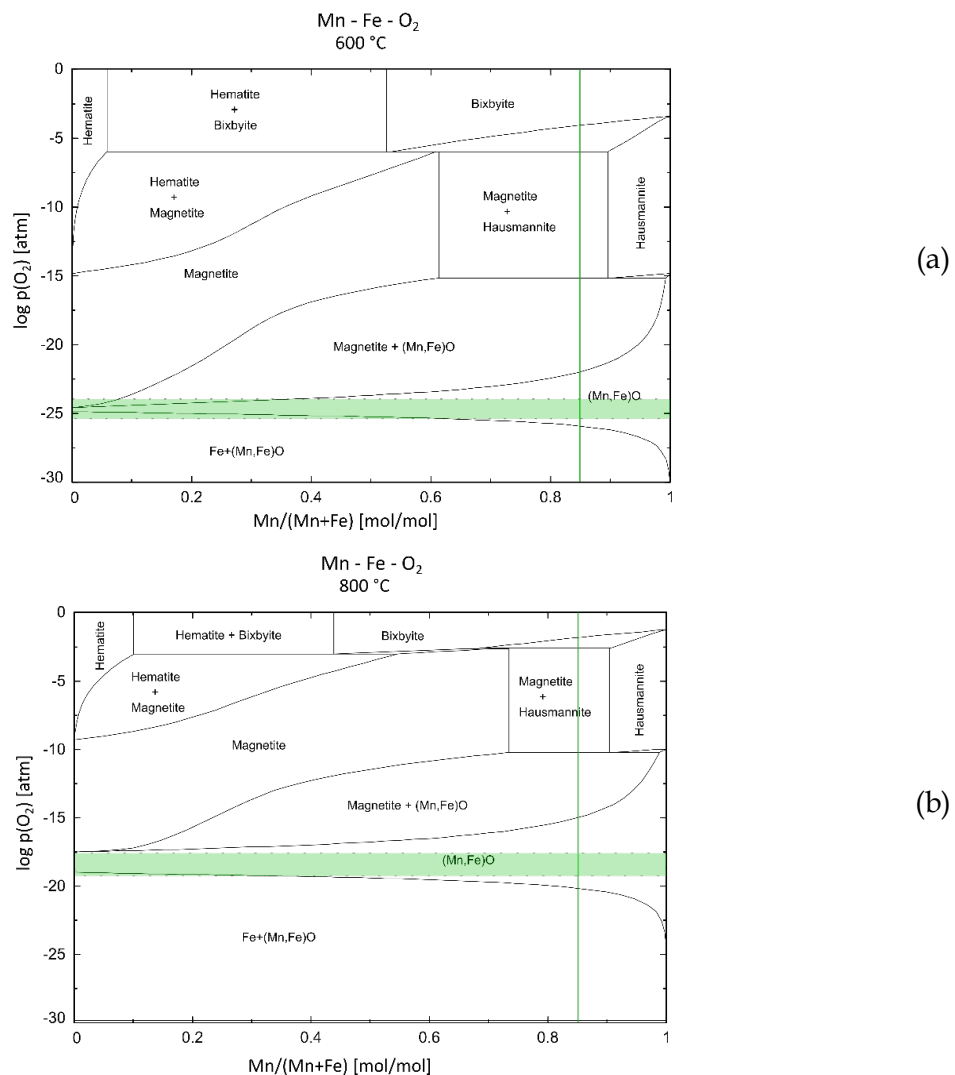 Mn - Fe - O₂
600 °C
0
-5
-10
-15
-20
-25
-30
log p(O₂) [atm]
Hematite
Hematite
+
Bixbyite
Bixbyite
Hematite
+
Magnetite
Magnetite
+
Hausmannite
Hausmannite
Magnetite
Magnetite + (Mn,Fe)O
(Mn,Fe)O
Fe+(Mn,Fe)O
0 0.2 0.4 0.6 0.8 1
Mn/(Mn+Fe) [mol/mol]
(a)
Mn - Fe - O₂
800 °C
0
-5
-10
-15
-20
-25
-30
log p(O₂) [atm]
Hematite
Hematite + Bixbyite
Bixbyite
Hematite
+
Magnetite
Magnetite
+
Hausmannite
Hausmannite
Magnetite
Magnetite + (Mn,Fe)O
(Mn,Fe)O
Fe+(Mn,Fe)O
0 0.2 0.4 0.6 0.8 1
Mn/(Mn+Fe) [mol/mol]
(b)